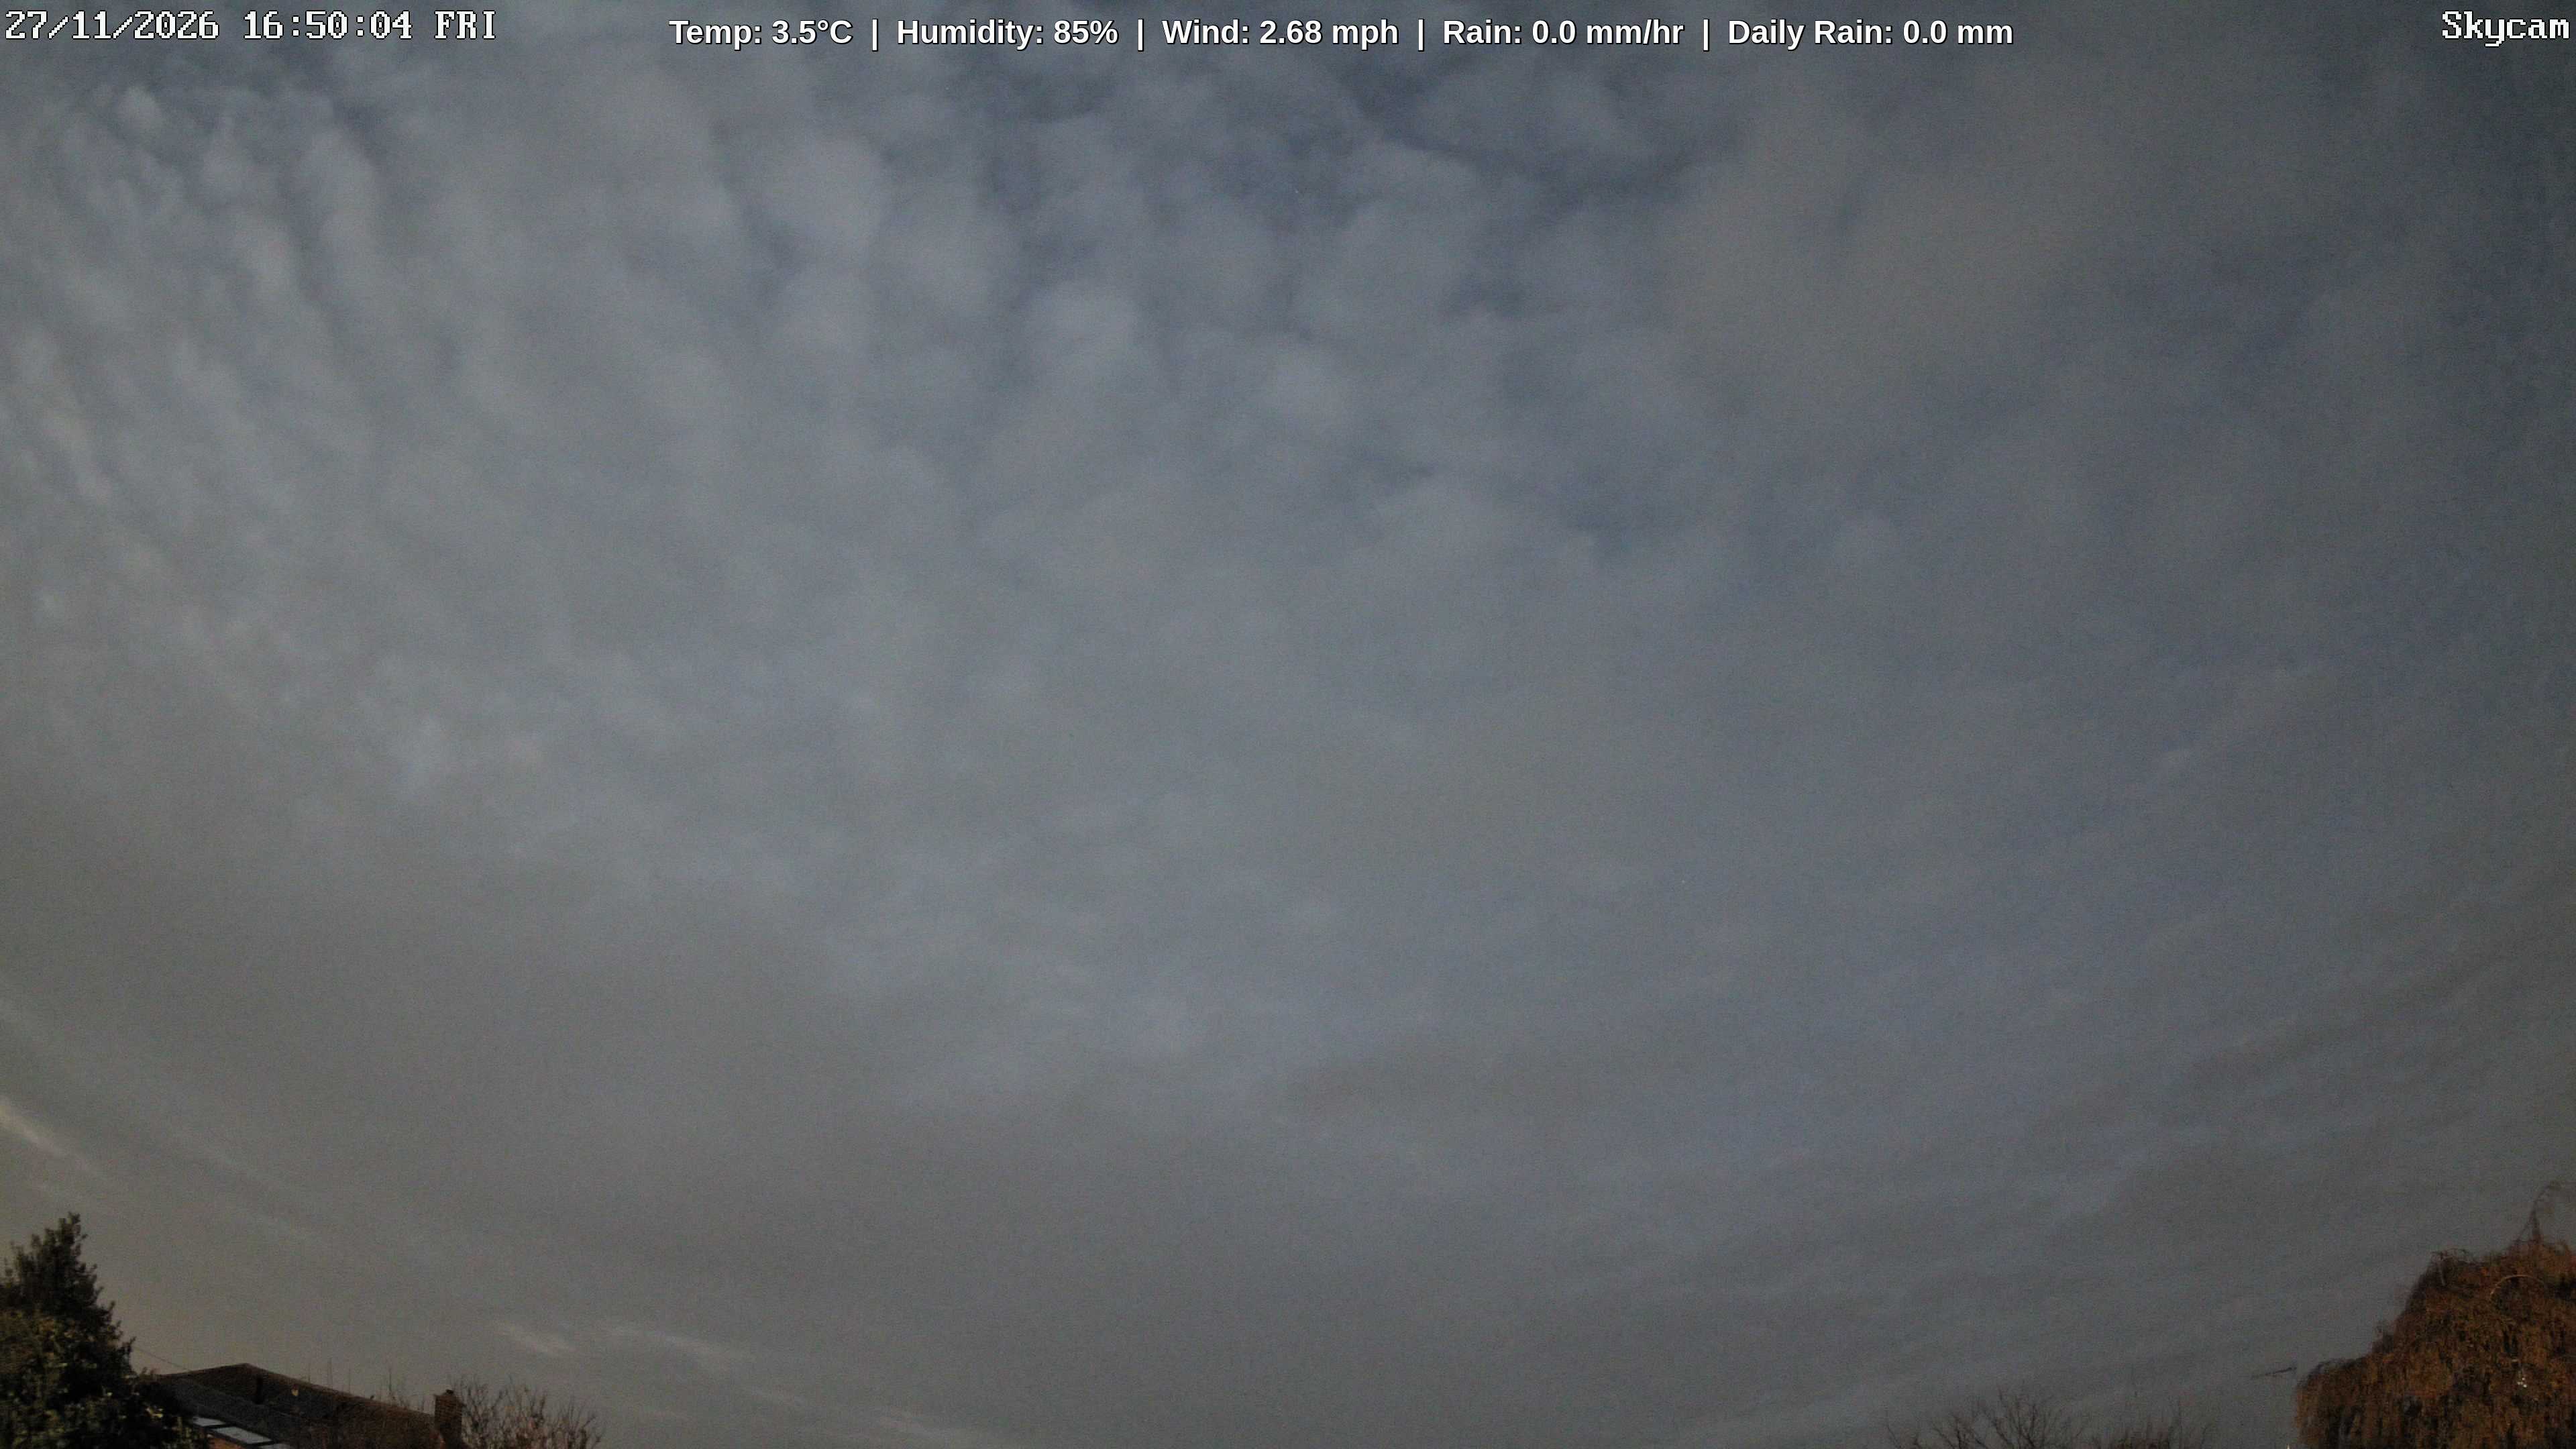 27/11/2026 16:50:04 FRI
Temp: 3.5°C | Humidity: 85% | Wind: 2.68 mph | Rain: 0.0 mm/hr | Daily Rain: 0.0 mm
Skycam